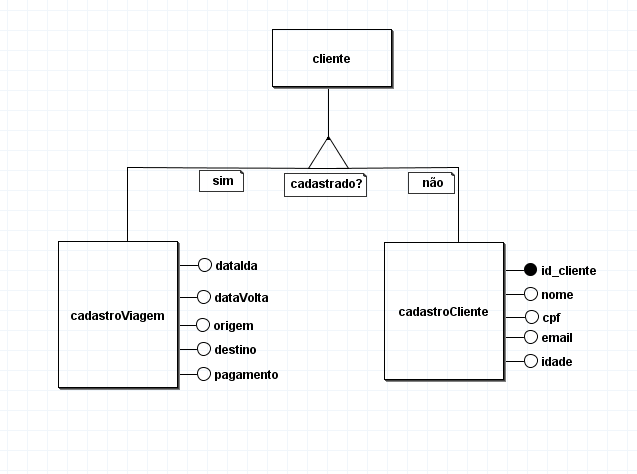 cliente
sim
cadastrado?
não
cadastroViagem
dataIda
dataVolta
origem
destino
pagamento
cadastroCliente
id_cliente
nome
cpf
email
idade